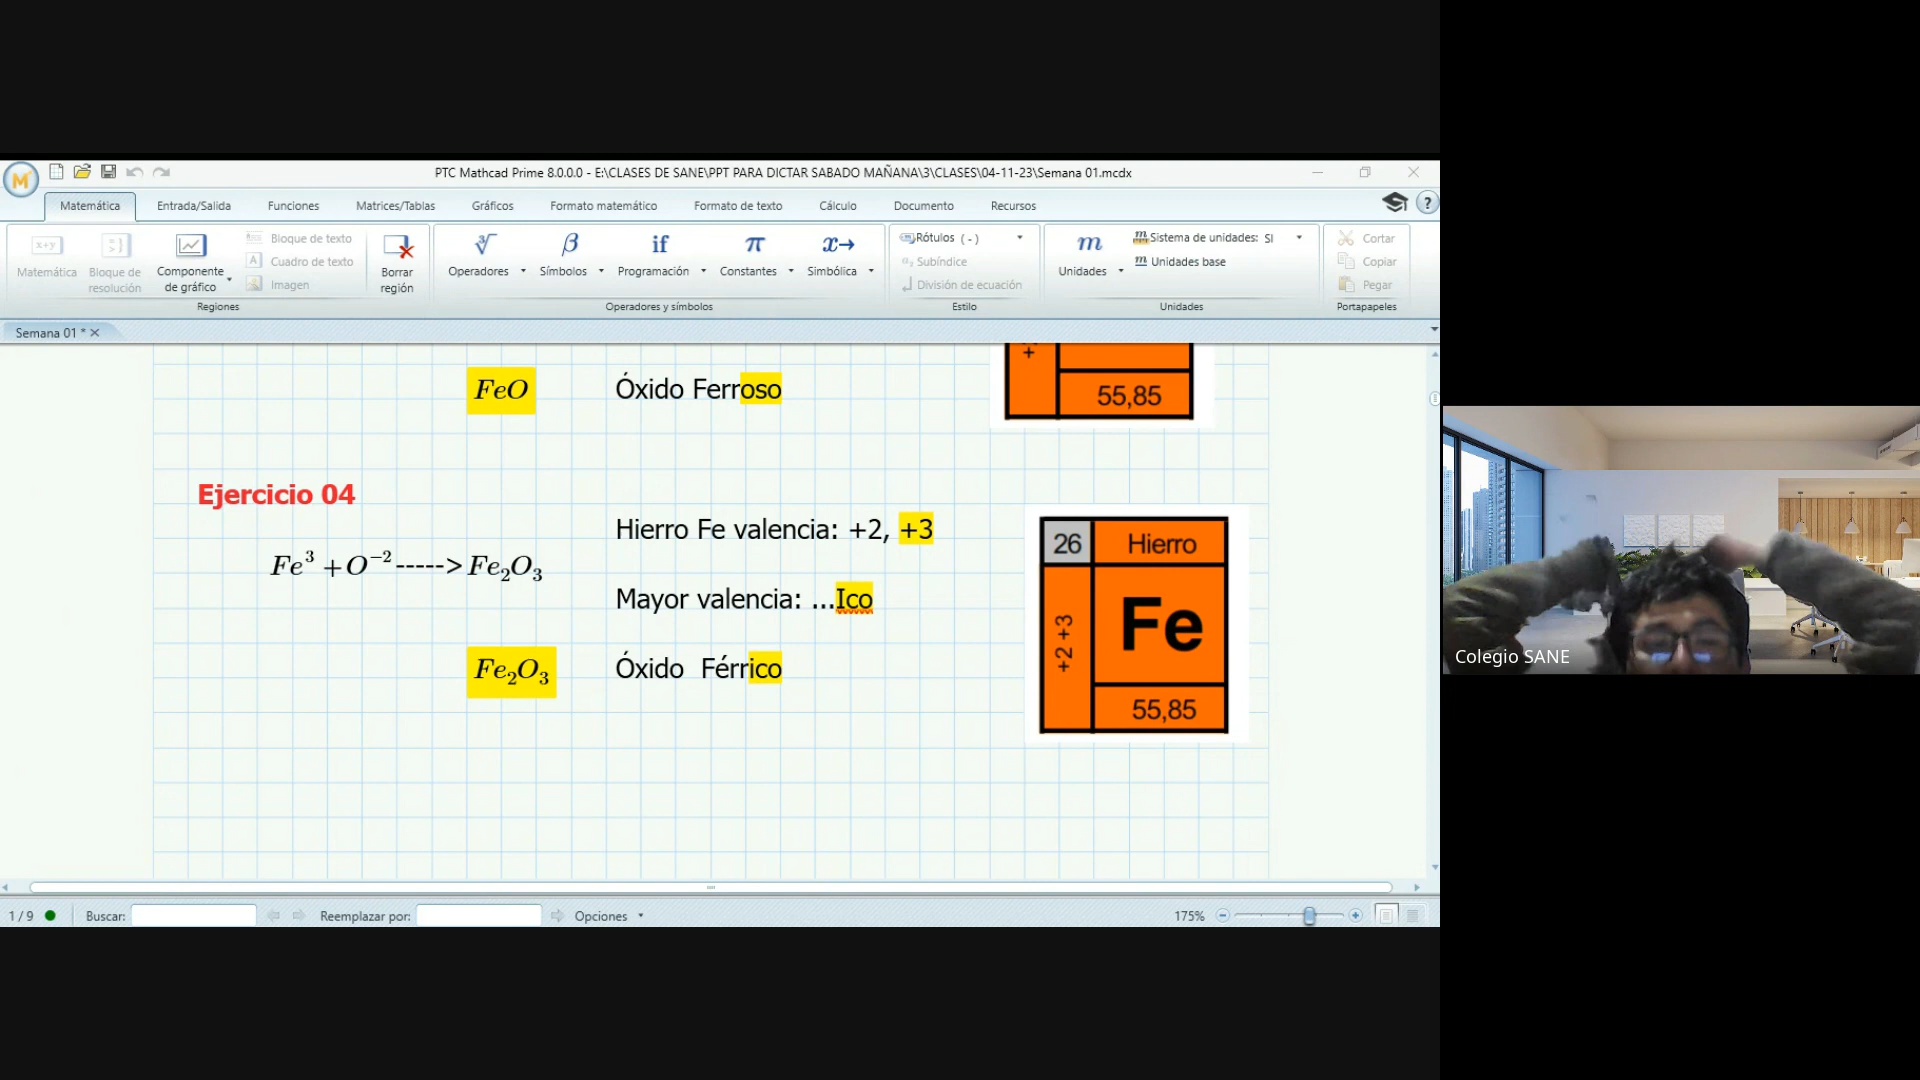 PTC Mathcad Prime 8.0.0.0 - E:\CLASES DE SANE\PPT PARA DICTAR SABADO MAÑANA\3\CLASES\04-11-23\Semana 01.mcdx
Matemática Entrada/Salida Funciones Matrices/Tablas Gráficos Formato matemático Formato de texto Cálculo Documento Recursos
Matemática
Bloque de resolución
Componente de gráfico
Bloque de texto
Cuadro de texto
Imagen
Borrar región
Regiones
Operadores Símbolos if Programación π Constantes Simbólica
Operadores y símbolos
Rótulos ( - )
Subíndice
División de ecuación
Estilo
m Unidades
Sistema de unidades: SI
Unidades base
Unidades
Cortar
Copiar
Pegar
Portapapeles
Semana 01 *
FeO Óxido Ferroso
55,85
Ejercicio 04
Hierro Fe valencia: +2, +3
Fe³ + O⁻² -----> Fe₂O₃
Mayor valencia: ...Ico
Fe₂O₃ Óxido Férrico
26 Hierro
+2 +3 Fe
55,85
Colegio SANE
1 / 9 Buscar: Reemplazar por: Opciones 175%